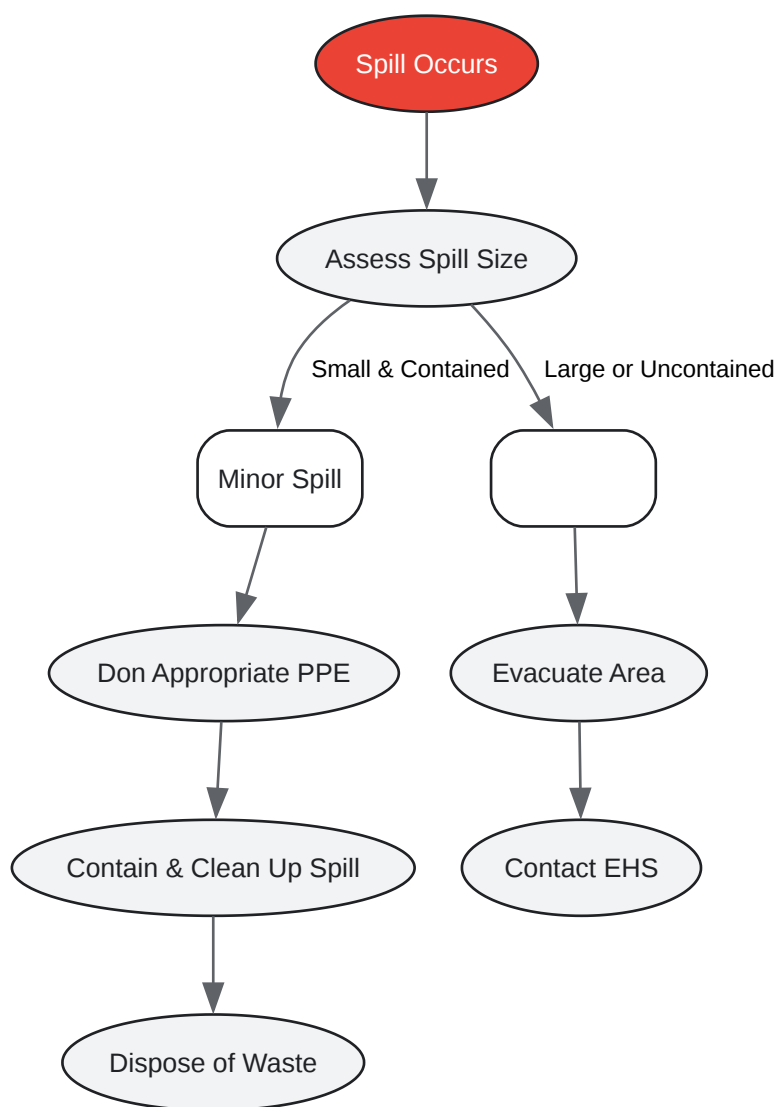 Spill Occurs
Assess Spill Size
Small & Contained
Large or Uncontained
Minor Spill
Don Appropriate PPE
Evacuate Area
Contain & Clean Up Spill
Contact EHS
Dispose of Waste